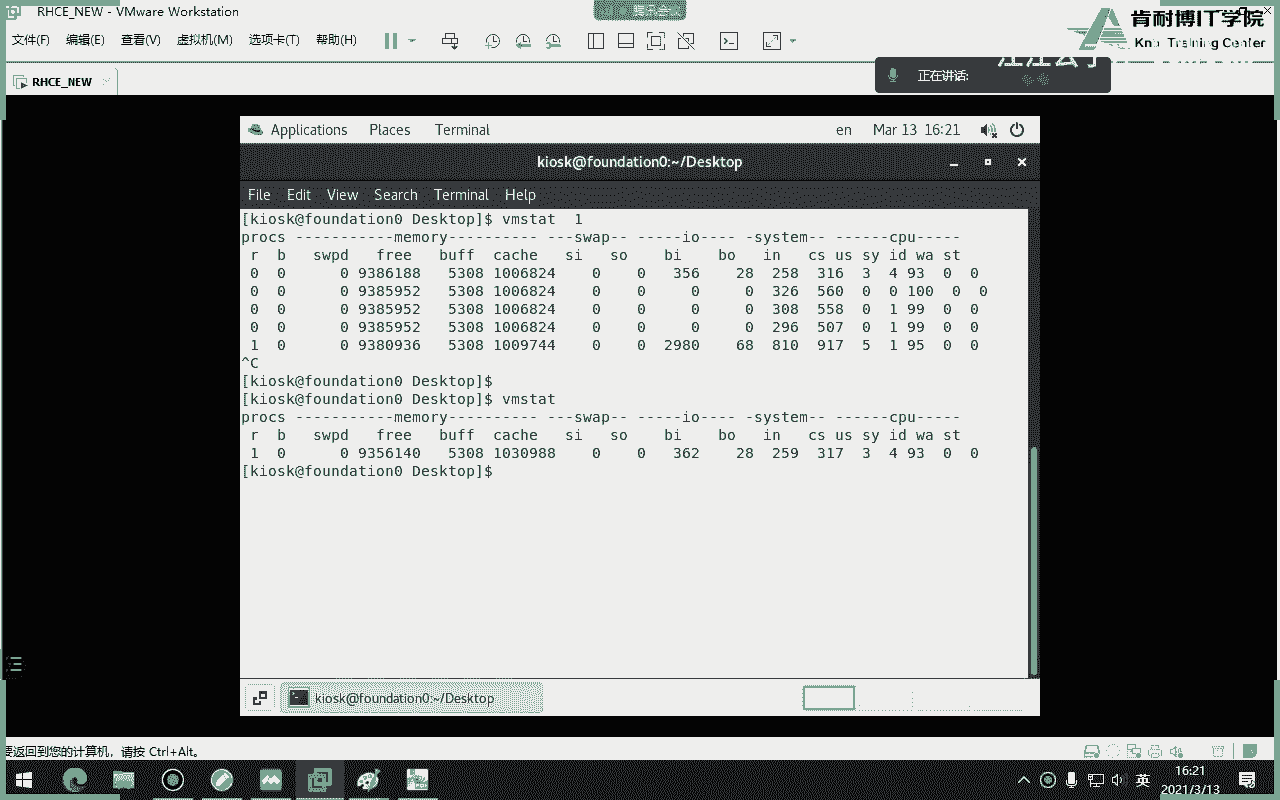 RHCE_NEW - VMware Workstation
肯耐博IT学院
文件(F) 编辑(E) 查看(V) 虚拟机(M) 选项卡(T) 帮助(H)
Training Center
RHCE_NEW
正在讲话:
Applications Places Terminal en Mar 13 16:21
kiosk@foundation0:~/Desktop
File Edit View Search Terminal Help
[kiosk@foundation0 Desktop]$ vmstat  1
procs -----------memory---------- ---swap-- -----io---- -system-- ------cpu-----
 r  b   swpd   free   buff  cache   si   so    bi    bo   in   cs us sy id wa st
 0  0      0 9386188   5308 1006824    0    0   356    28  258  316  3  4 93  0  0
 0  0      0 9385952   5308 1006824    0    0     0     0  326  560  0  0 100  0  0
 0  0      0 9385952   5308 1006824    0    0     0     0  308  558  0  1 99  0  0
 0  0      0 9385952   5308 1006824    0    0     0     0  296  507  0  1 99  0  0
 1  0      0 9380936   5308 1009744    0    0  2980    68  810  917  5  1 95  0  0
^C
[kiosk@foundation0 Desktop]$
[kiosk@foundation0 Desktop]$ vmstat
procs -----------memory---------- ---swap-- -----io---- -system-- ------cpu-----
 r  b   swpd   free   buff  cache   si   so    bi    bo   in   cs us sy id wa st
 1  0      0 9356140   5308 1030988    0    0   362    28  259  317  3  4 93  0  0
[kiosk@foundation0 Desktop]$
kiosk@foundation0:~/Desktop
要返回到您的计算机，请按 Ctrl+Alt。
英
16:21
2021/3/13